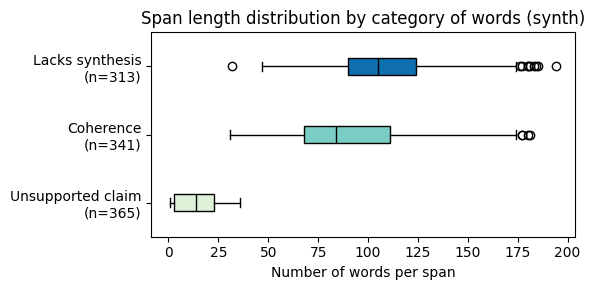 Span length distribution by category of words (synth)
Lacks synthesis
(n=313)
Coherence
(n=341)
Unsupported claim
(n=365)
0 25 50 75 100 125 150 175 200
Number of words per span